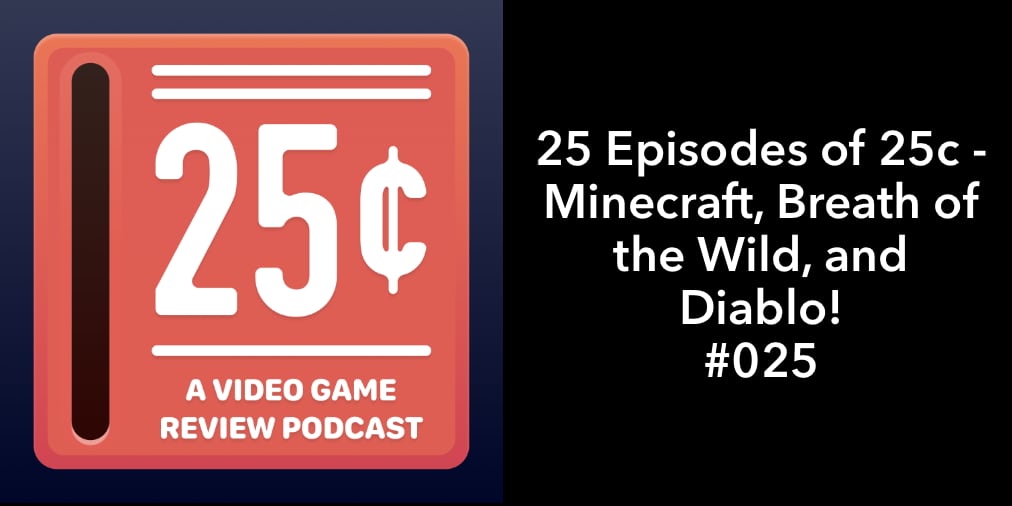 25¢
A VIDEO GAME
REVIEW PODCAST
25 Episodes of 25c -
Minecraft, Breath of
the Wild, and
Diablo!
#025